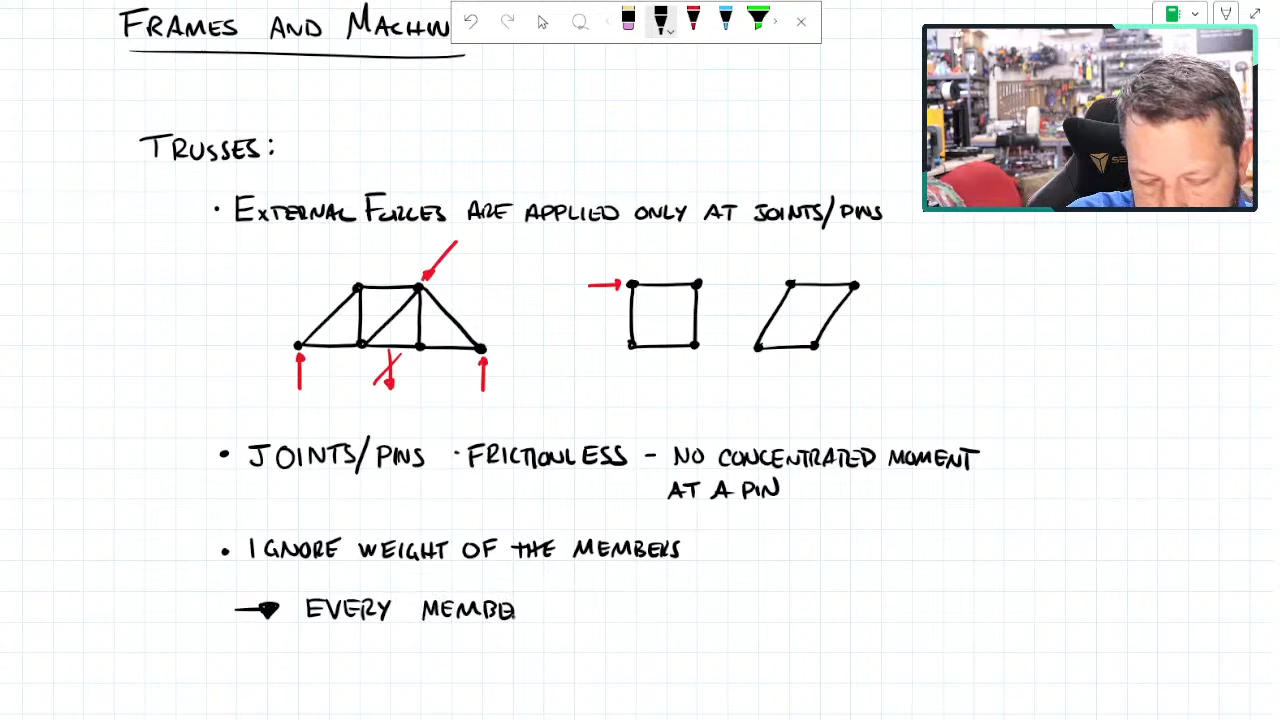 FRAMES AND MACHIN
TRUSSES:
• EXTERNAL FORCES ARE APPLIED ONLY AT JOINTS/PINS
• JOINTS/PINS • FRICTIONLESS - NO CONCENTRATED MOMENT
AT A PIN
• IGNORE WEIGHT OF THE MEMBERS
→ EVERY MEMBE